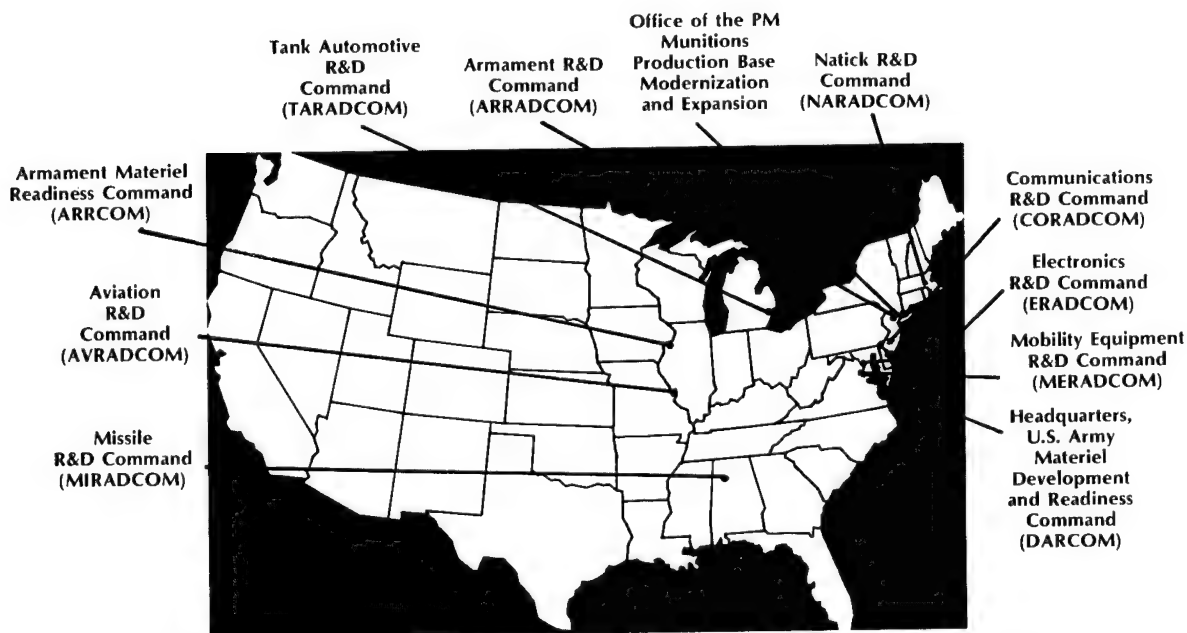 Tank Automotive
R&D
Command
(TARADCOM)
Armament R&D
Command
(ARRADCOM)
Office of the PM
Munitions
Production Base
Modernization
and Expansion
Natick R&D
Command
(NARADCOM)
Armament Materiel
Readiness Command
(ARRCOM)
Aviation
R&D
Command
(AVRADCOM)
Missile
R&D Command
(MIRADCOM)
Communications
R&D Command
(CORADCOM)
Electronics
R&D Command
(ERADCOM)
Mobility Equipment
R&D Command
(MERADCOM)
Headquarters,
U.S. Army
Materiel
Development
and Readiness
Command
(DARCOM)